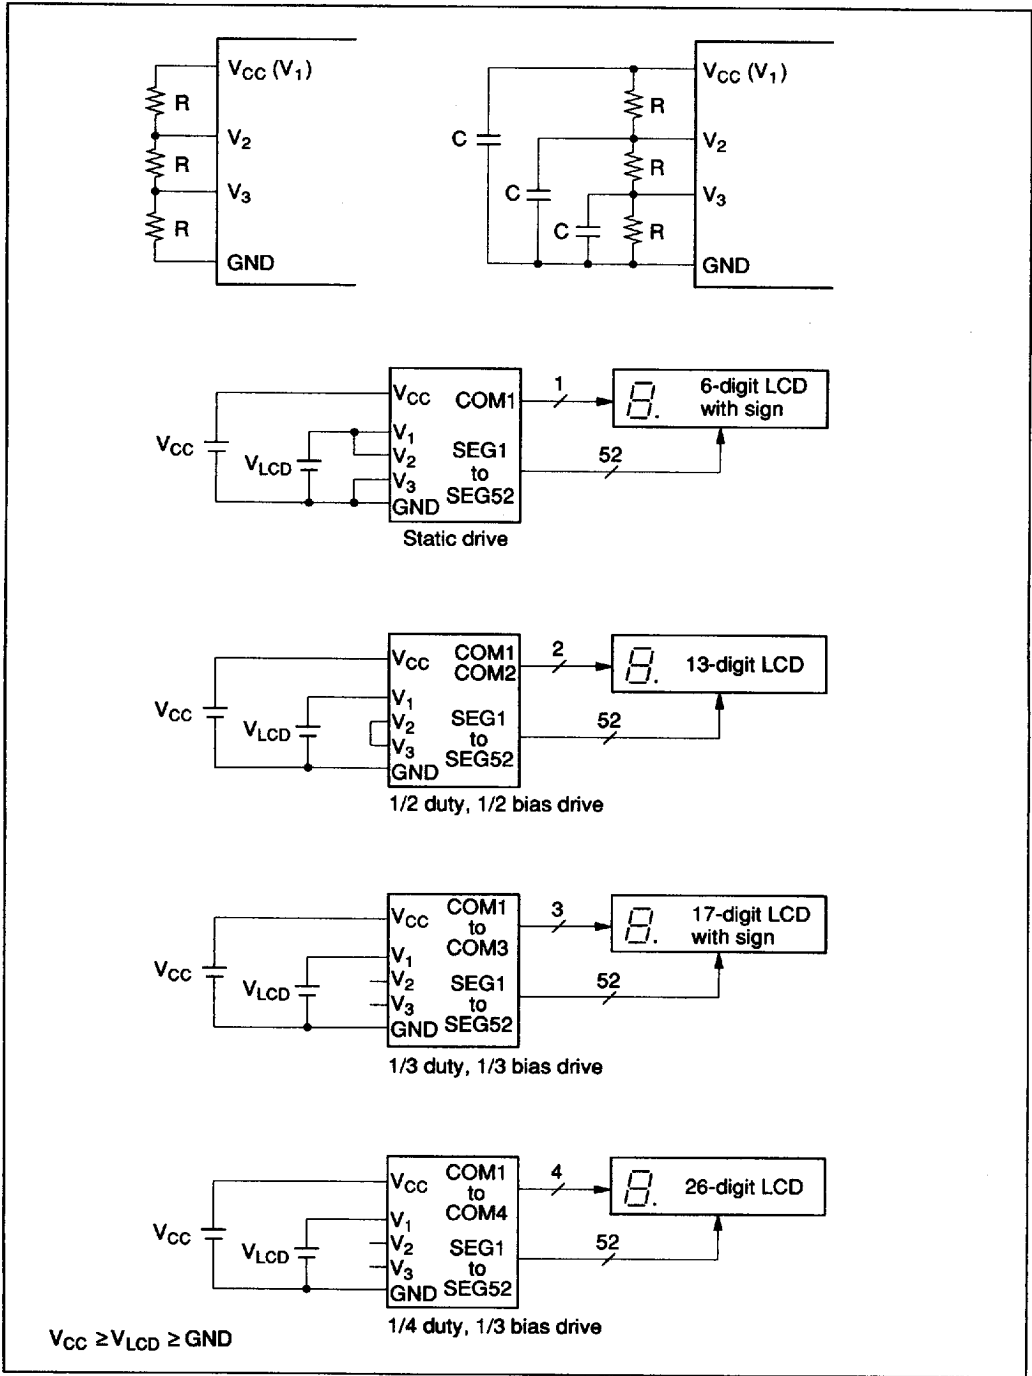 VCC (V1)
R
V2
R
V3
R
GND
VCC (V1)
R
C
V2
R
C
V3
C
R
GND
VCC
COM1
1
6-digit LCD
with sign
VCC
V1
VLCD
V2
SEG1
to
SEG52
52
V3
GND
Static drive
VCC
COM1
COM2
2
13-digit LCD
VCC
V1
VLCD
V2
V3
SEG1
to
SEG52
52
GND
1/2 duty, 1/2 bias drive
VCC
COM1
to
COM3
3
17-digit LCD
with sign
VCC
V1
VLCD
V2
V3
SEG1
to
SEG52
52
GND
1/3 duty, 1/3 bias drive
VCC
COM1
to
COM4
4
26-digit LCD
VCC
V1
VLCD
V2
V3
SEG1
to
SEG52
52
GND
1/4 duty, 1/3 bias drive
VCC ≥ VLCD ≥ GND